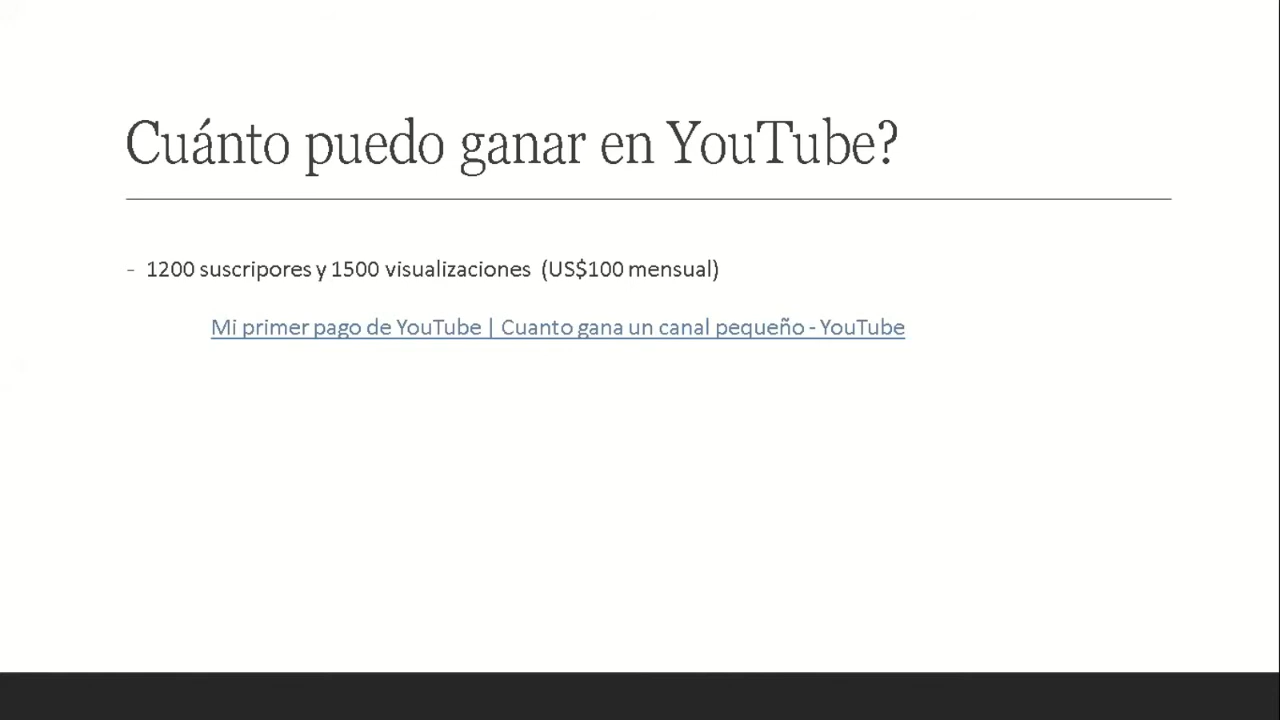 Cuánto puedo ganar en YouTube?
- 1200 suscripores y 1500 visualizaciones (US$100 mensual)
Mi primer pago de YouTube | Cuanto gana un canal pequeño - YouTube